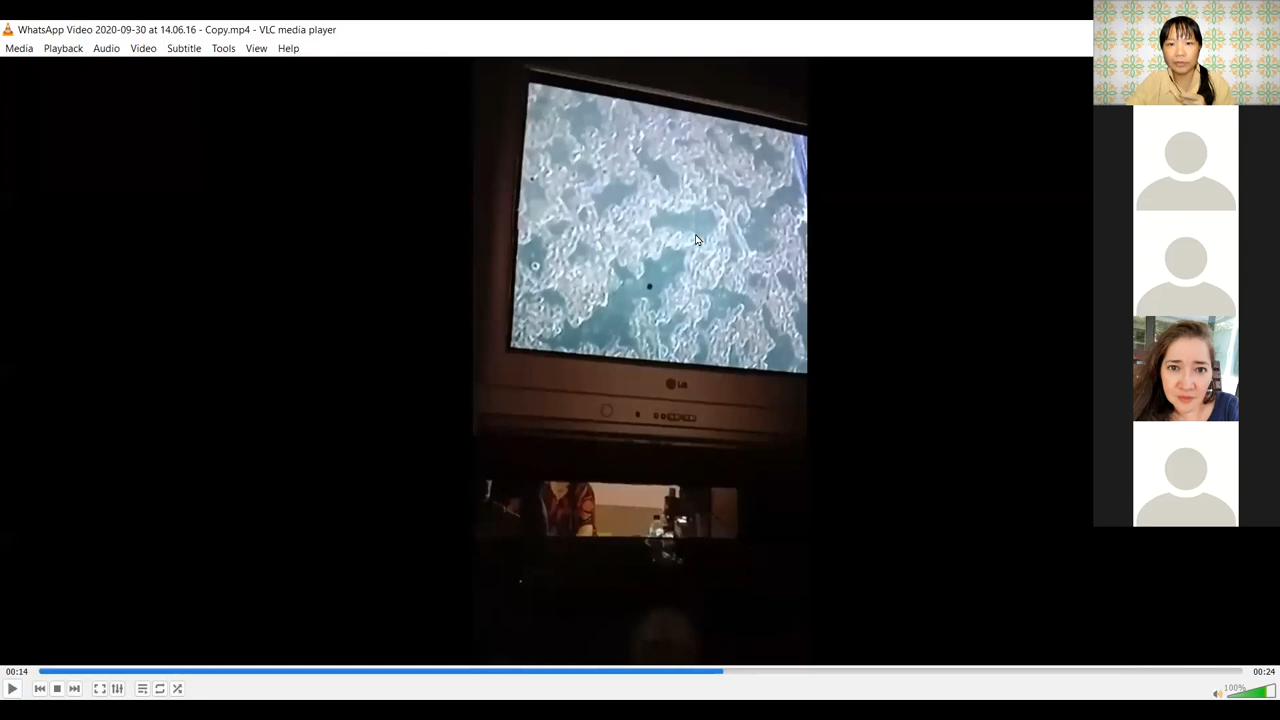 WhatsApp Video 2020-09-30 at 14.06.16 - Copy.mp4 - VLC media player
Media Playback Audio Video Subtitle Tools View Help
LG
00:14
00:24
100%